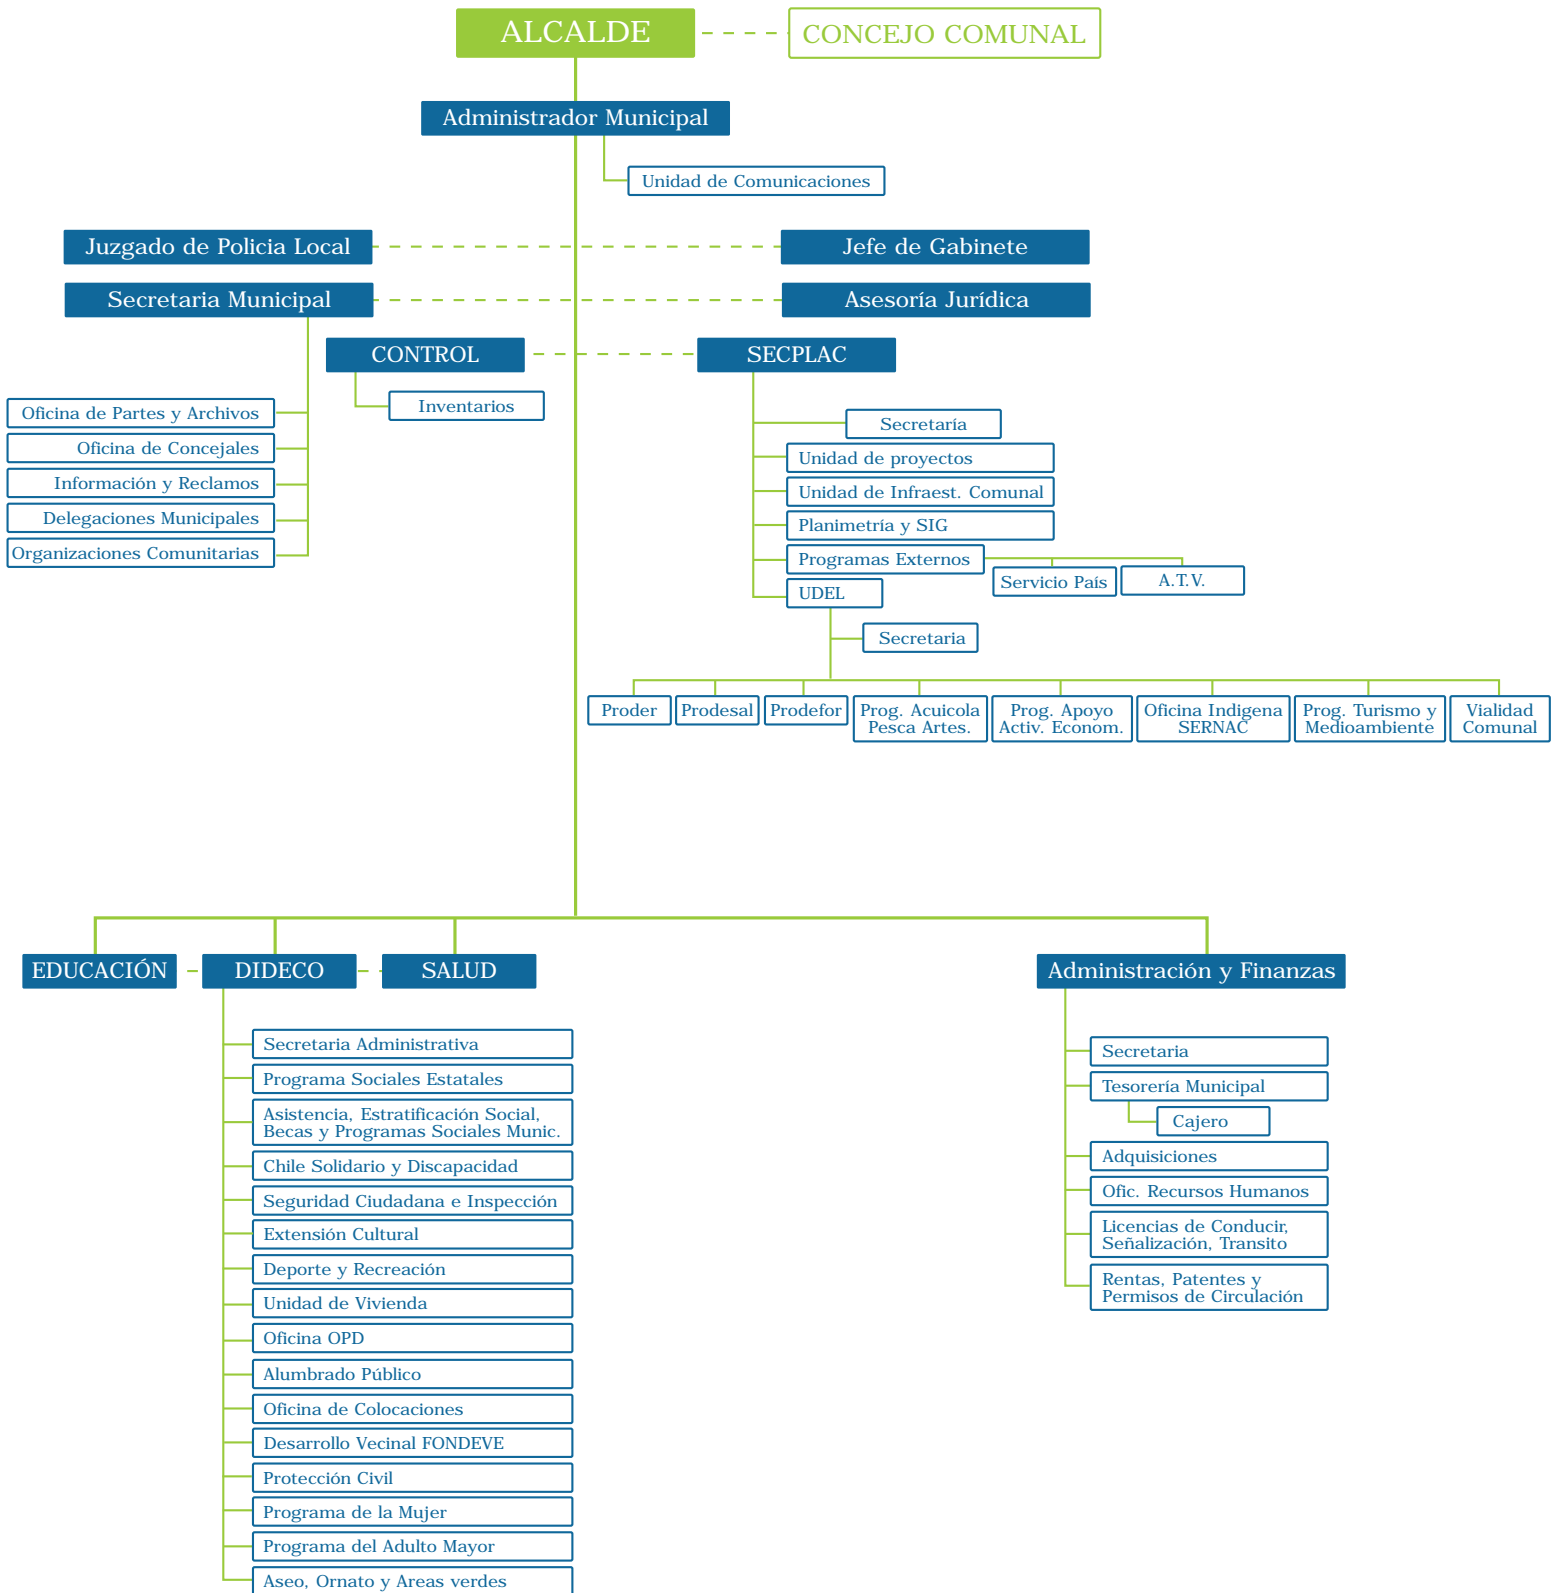 ALCALDE
CONCEJO COMUNAL
Administrador Municipal
Unidad de Comunicaciones
Juzgado de Policia Local
Jefe de Gabinete
Secretaria Municipal
Asesoría Jurídica
CONTROL
SECPLAC
Inventarios
Oficina de Partes y Archivos
Oficina de Concejales
Información y Reclamos
Delegaciones Municipales
Organizaciones Comunitarias
Secretaría
Unidad de proyectos
Unidad de Infraest. Comunal
Planimetría y SIG
Programas Externos
Servicio País
A.T.V.
UDEL
Secretaria
Proder
Prodesal
Prodefor
Prog. Acuicola
Pesca Artes.
Prog. Apoyo
Activ. Econom.
Oficina Indigena
SERNAC
Prog. Turismo y
Medioambiente
Vialidad
Comunal
EDUCACIÓN
DIDECO
SALUD
Administración y Finanzas
Secretaria Administrativa
Programa Sociales Estatales
Asistencia, Estratificación Social,
Becas y Programas Sociales Munic.
Chile Solidario y Discapacidad
Seguridad Ciudadana e Inspección
Extensión Cultural
Deporte y Recreación
Unidad de Vivienda
Oficina OPD
Alumbrado Público
Oficina de Colocaciones
Desarrollo Vecinal FONDEVE
Protección Civil
Programa de la Mujer
Programa del Adulto Mayor
Aseo, Ornato y Areas verdes
Secretaria
Tesorería Municipal
Cajero
Adquisiciones
Ofic. Recursos Humanos
Licencias de Conducir,
Señalización, Transito
Rentas, Patentes y
Permisos de Circulación